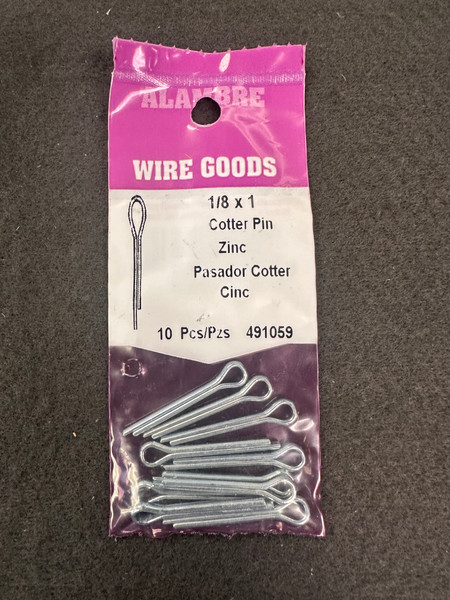 ALAMBRE
WIRE GOODS
1/8 x 1
Cotter Pin
Zinc
Pasador Cotter
Cinc
10 Pcs/Pzs 491059